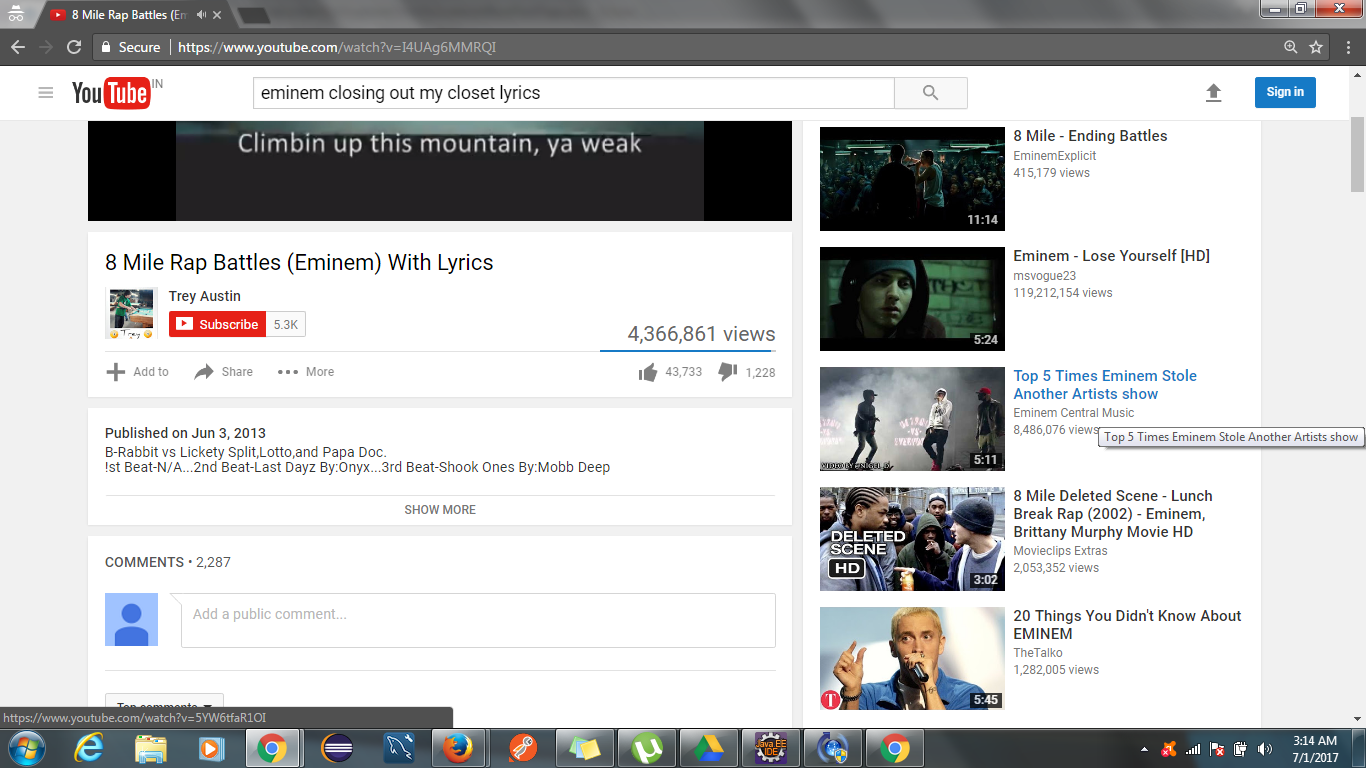 8 Mile Rap Battles (Em
Secure
https://www.youtube.com/watch?v=I4UAg6MMRQI
YouTube IN
eminem closing out my closet lyrics
Sign in
Climbin up this mountain, ya weak
8 Mile Rap Battles (Eminem) With Lyrics
Trey Austin
Subscribe 5.3K
4,366,861 views
Add to Share More
43,733 1,228
Published on Jun 3, 2013
B-Rabbit vs Lickety Split,Lotto,and Papa Doc.
!st Beat-N/A...2nd Beat-Last Dayz By:Onyx...3rd Beat-Shook Ones By:Mobb Deep
SHOW MORE
COMMENTS • 2,287
Add a public comment...
Top comments
https://www.youtube.com/watch?v=5YW6tfaR1OI
11:14
8 Mile - Ending Battles
EminemExplicit
415,179 views
5:24
Eminem - Lose Yourself [HD]
msvogue23
119,212,154 views
5:11
Top 5 Times Eminem Stole
Another Artists show
Eminem Central Music
8,486,076 views
Top 5 Times Eminem Stole Another Artists show
DELETED
SCENE
HD
3:02
8 Mile Deleted Scene - Lunch
Break Rap (2002) - Eminem,
Brittany Murphy Movie HD
Movieclips Extras
2,053,352 views
T
5:45
20 Things You Didn't Know About
EMINEM
TheTalko
1,282,005 views
Java EE
IDE
3:14 AM
7/1/2017